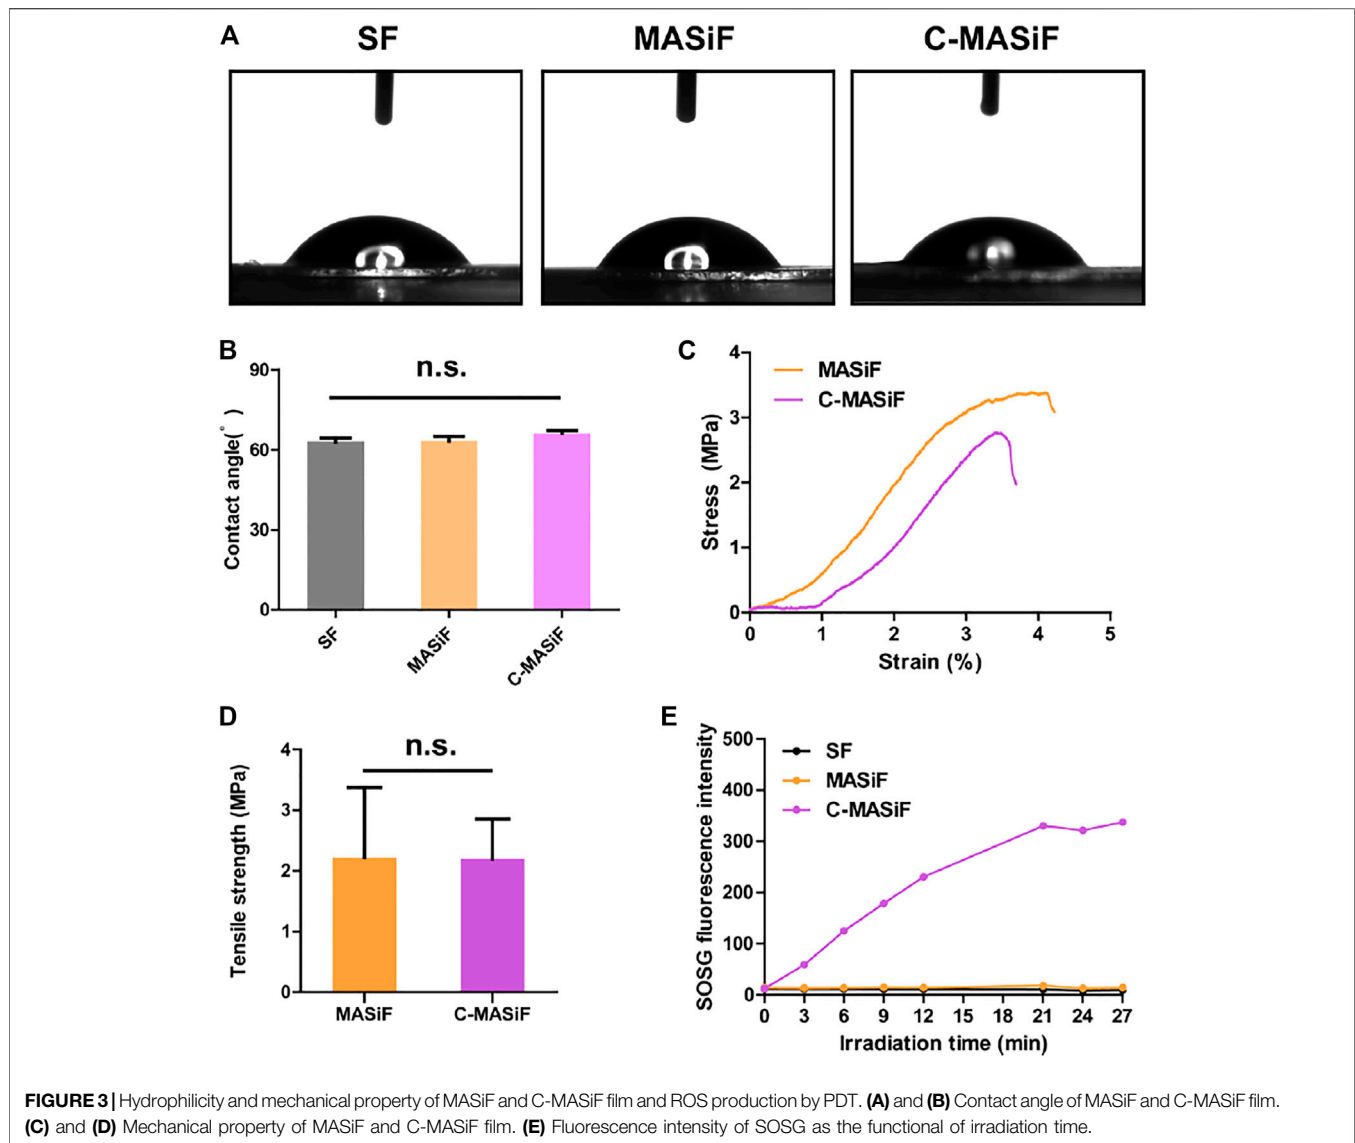 A
SF
MASiF
C-MASiF
B
n.s.
Contact angle(°)
90
60
30
0
SF
MASiF
C-MASiF
C
MASiF
C-MASiF
Stress (MPa)
4
3
2
1
0
0 1 2 3 4 5
Strain (%)
D
n.s.
Tensile strength (MPa)
4
3
2
1
0
MASiF C-MASiF
E
SF
MASiF
C-MASiF
SOSG fluorescence intensity
500
400
300
200
100
0
0 3 6 9 12 15 18 21 24 27
Irradiation time (min)
FIGURE 3 | Hydrophilicity and mechanical property of MASiF and C-MASiF film and ROS production by PDT. (A) and (B) Contact angle of MASiF and C-MASiF film.
(C) and (D) Mechanical property of MASiF and C-MASiF film. (E) Fluorescence intensity of SOSG as the functional of irradiation time.